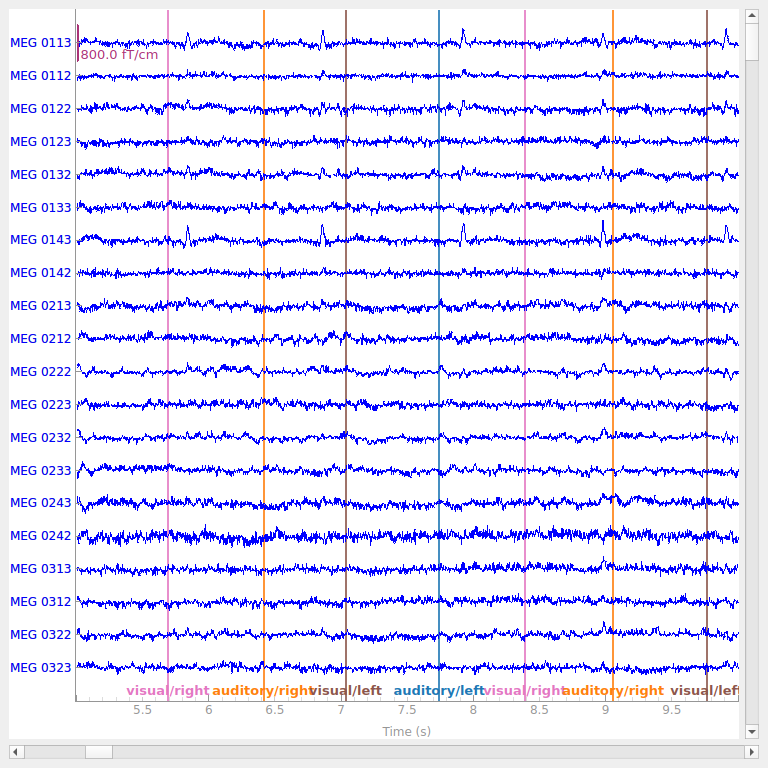 MEG 0113
800.0 fT/cm
MEG 0112
MEG 0122
MEG 0123
MEG 0132
MEG 0133
MEG 0143
MEG 0142
MEG 0213
MEG 0212
MEG 0222
MEG 0223
MEG 0232
MEG 0233
MEG 0243
MEG 0242
MEG 0313
MEG 0312
MEG 0322
MEG 0323
visual/right auditory/right visual/left auditory/left visual/right auditory/right visual/left
5.5 6 6.5 7 7.5 8 8.5 9 9.5
Time (s)